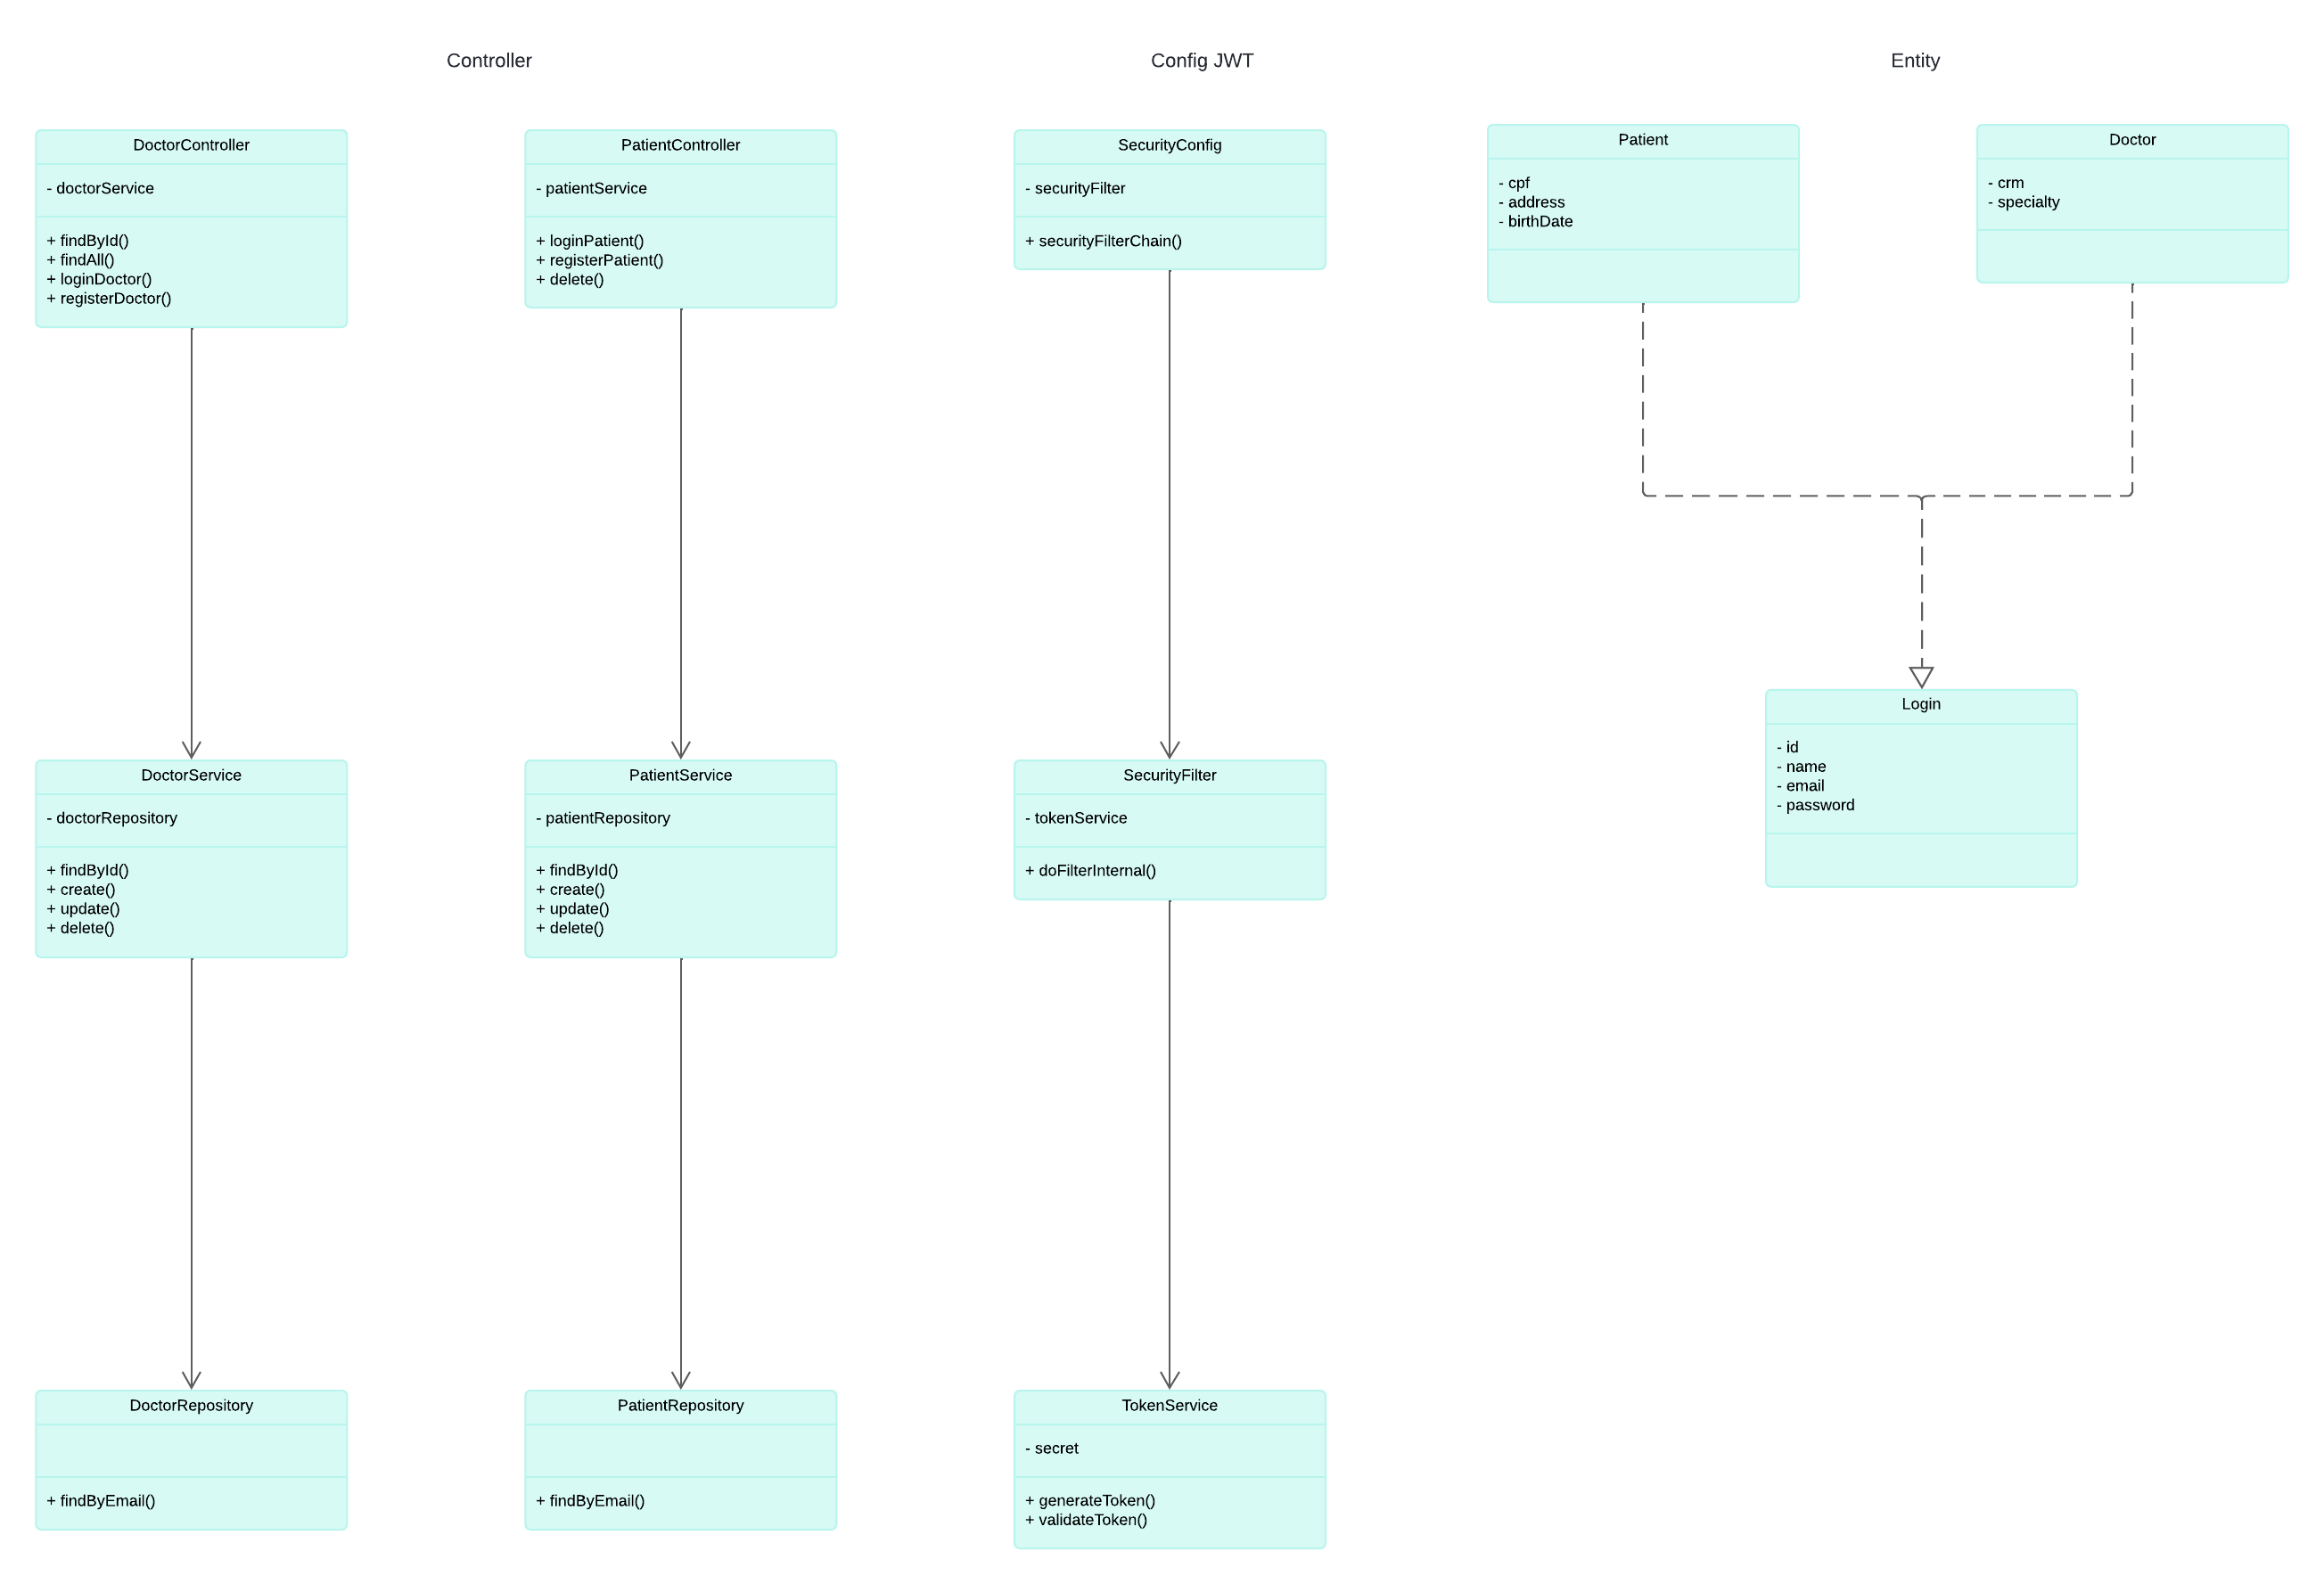 Controller
Config JWT
Entity
DoctorController
- doctorService
+ findById()
+ findAll()
+ loginDoctor()
+ registerDoctor()
PatientController
- patientService
+ loginPatient()
+ registerPatient()
+ delete()
SecurityConfig
- securityFilter
+ securityFilterChain()
Patient
- cpf
- address
- birthDate
Doctor
- crm
- specialty
DoctorService
- doctorRepository
+ findById()
+ create()
+ update()
+ delete()
PatientService
- patientRepository
+ findById()
+ create()
+ update()
+ delete()
SecurityFilter
- tokenService
+ doFilterInternal()
Login
- id
- name
- email
- password
DoctorRepository
+ findByEmail()
PatientRepository
+ findByEmail()
TokenService
- secret
+ generateToken()
+ validateToken()